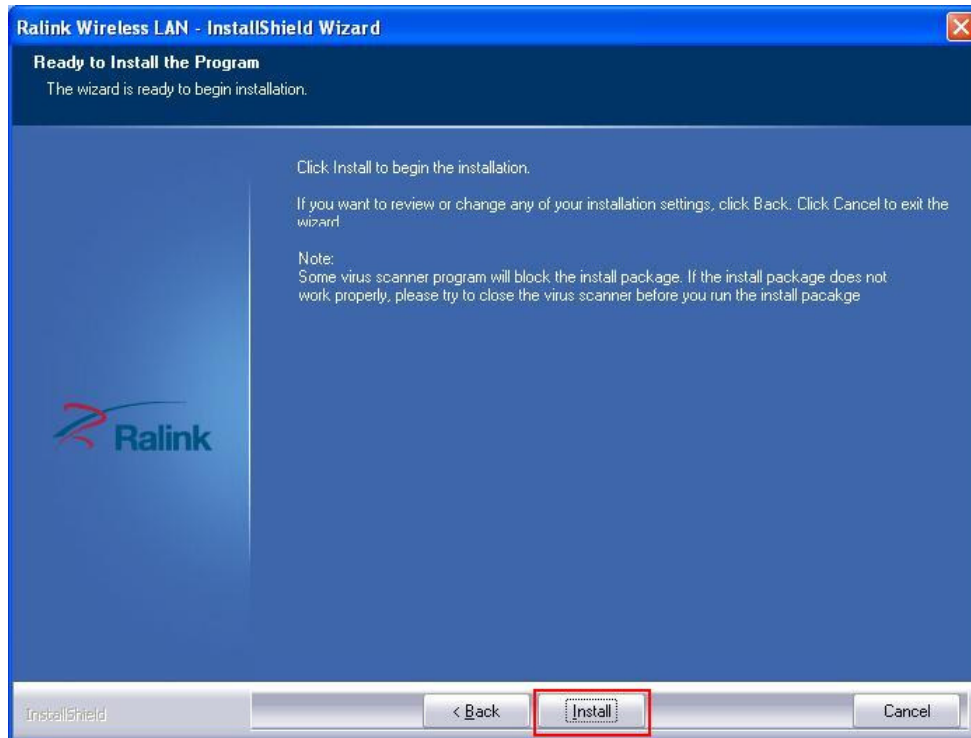 Ralink Wireless LAN - InstallShield Wizard
Ready to Install the Program
The wizard is ready to begin installation.
Click Install to begin the installation.
If you want to review or change any of your installation settings, click Back. Click Cancel to exit the
wizard
Note:
Some virus scanner program will block the install package. If the install package does not
work properly, please try to close the virus scanner before you run the install pacakge
Ralink
InstallShield
< Back
Install
Cancel